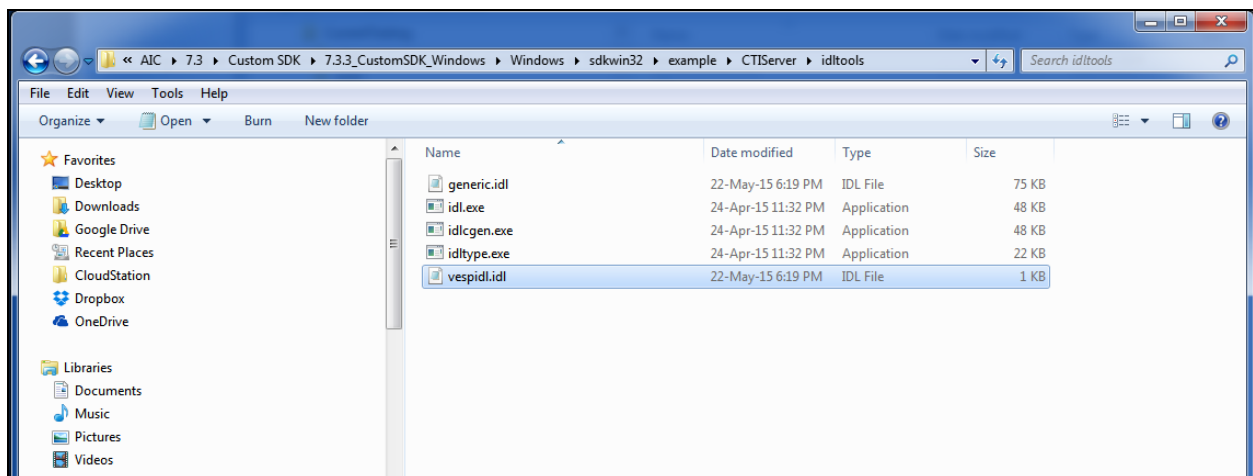 « AIC ▸ 7.3 ▸ Custom SDK ▸ 7.3.3_CustomSDK_Windows ▸ Windows ▸ sdkwin32 ▸ example ▸ CTIServer ▸ idltools Search idltools
File Edit View Tools Help
Organize Open Burn New folder
Favorites
Desktop
Downloads
Google Drive
Recent Places
CloudStation
Dropbox
OneDrive
Libraries
Documents
Music
Pictures
Videos
Name Date modified Type Size
generic.idl 22-May-15 6:19 PM IDL File 75 KB
idl.exe 24-Apr-15 11:32 PM Application 48 KB
idlcgen.exe 24-Apr-15 11:32 PM Application 48 KB
idltype.exe 24-Apr-15 11:32 PM Application 22 KB
vespidl.idl 22-May-15 6:19 PM IDL File 1 KB